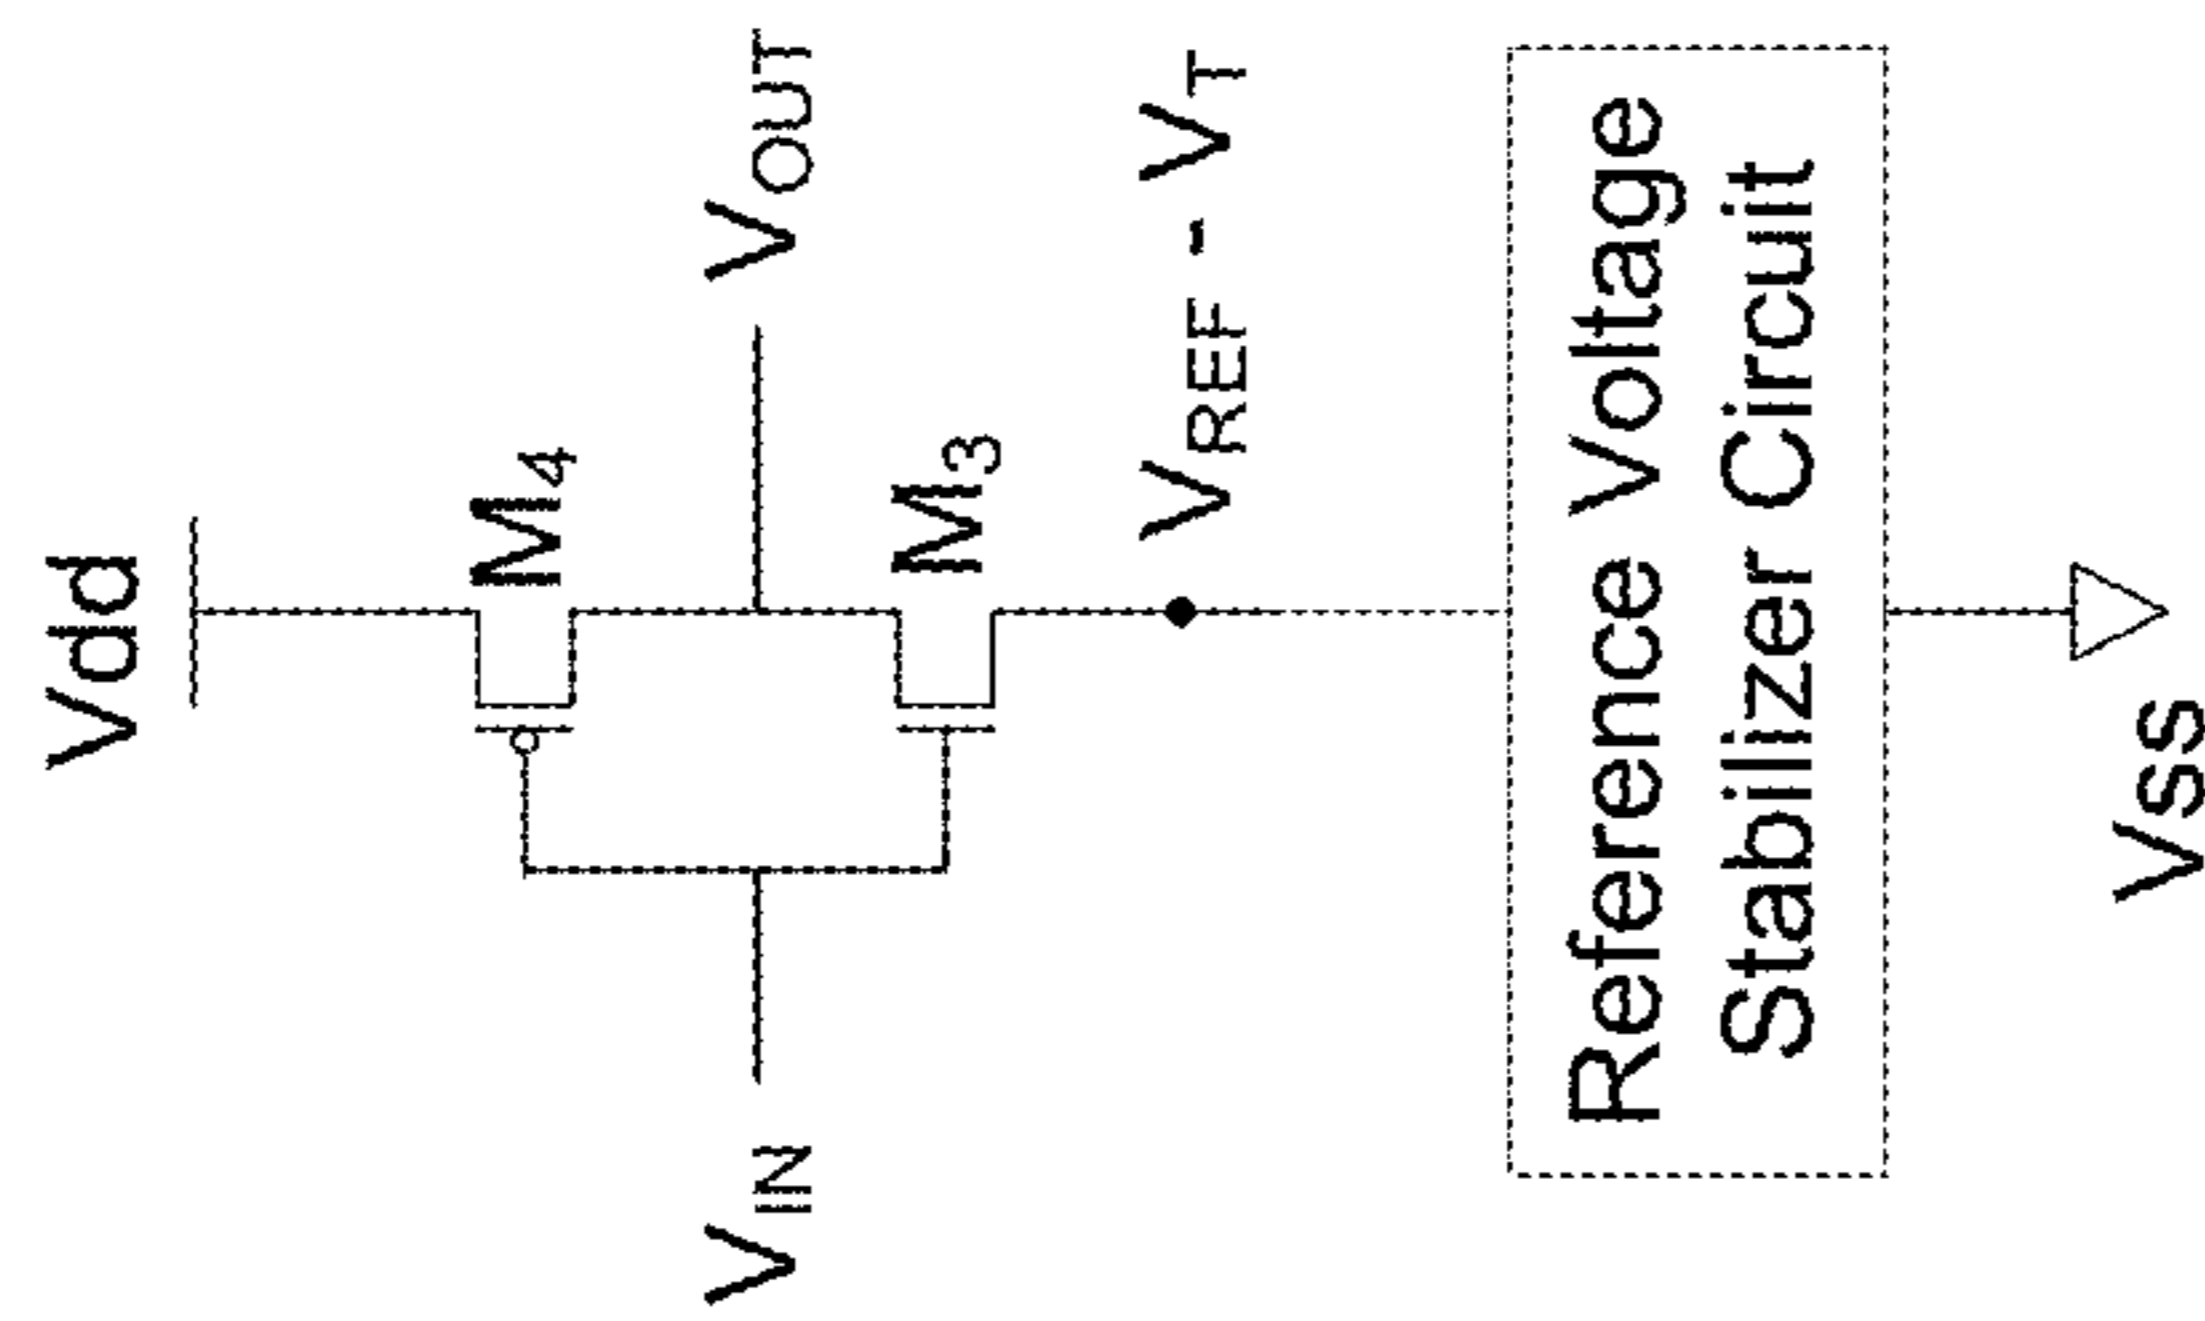 Vdd
M4
VOUT
VIN
M3
VREF - VT
Reference Voltage
Stabilizer Circuit
Vss